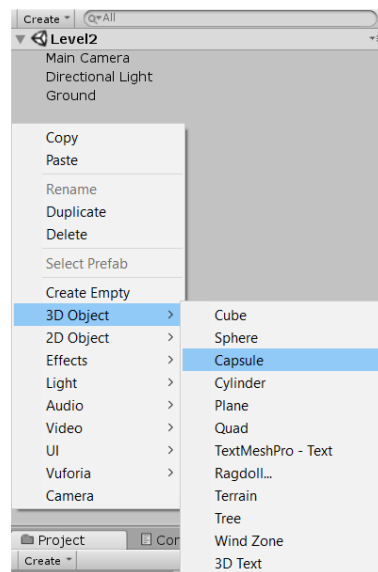 Create
All
Level2
Main Camera
Directional Light
Ground
Copy
Paste
Rename
Duplicate
Delete
Select Prefab
Create Empty
3D Object
2D Object
Effects
Light
Audio
Video
UI
Vuforia
Camera
Cube
Sphere
Capsule
Cylinder
Plane
Quad
TextMeshPro - Text
Ragdoll...
Terrain
Tree
Wind Zone
3D Text
Project
Cor
Create